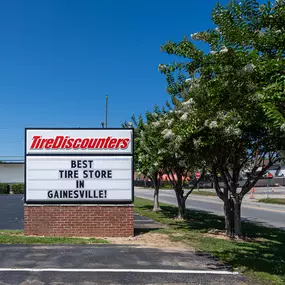 TireDiscounters
BEST
TIRE STORE
IN
GAINESVILLE!